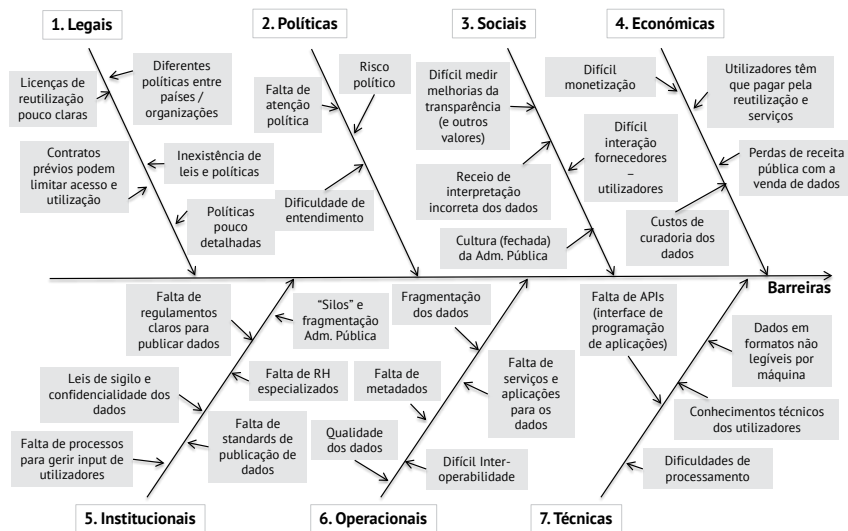 1. Legais
2. Políticas
3. Sociais
4. Económicas
Licenças de
reutilização
pouco claras
Diferentes
políticas entre
países /
organizações
Contratos
prévios podem
limitar acesso e
utilização
Inexistência de
leis e políticas
Políticas
pouco
detalhadas
Falta de
atenção
política
Risco
político
Dificuldade de
entendimento
Difícil medir
melhorias da
transparência
(e outros
valores)
Receio de
interpretação
incorreta dos dados
Difícil
interação
fornecedores
–
utilizadores
Cultura (fechada)
da Adm. Pública
Difícil
monetização
Utilizadores têm
que pagar pela
reutilização e
serviços
Perdas de receita
pública com a
venda de dados
Custos de
curadoria dos
dados
Barreiras
Falta de
regulamentos
claros para
publicar dados
“Silos” e
fragmentação
Adm. Pública
Leis de sigilo e
confidencialidade dos
dados
Falta de RH
especializados
Falta de processos
para gerir input de
utilizadores
Falta de
standards de
publicação de
dados
Fragmentação
dos dados
Falta de
metadados
Falta de
serviços e
aplicações
para os
dados
Qualidade
dos dados
Difícil Inter-
operabilidade
Falta de APIs
(interface de
programação
de aplicações)
Dados em
formatos não
legíveis por
máquina
Conhecimentos técnicos
dos utilizadores
Dificuldades de
processamento
5. Institucionais
6. Operacionais
7. Técnicas